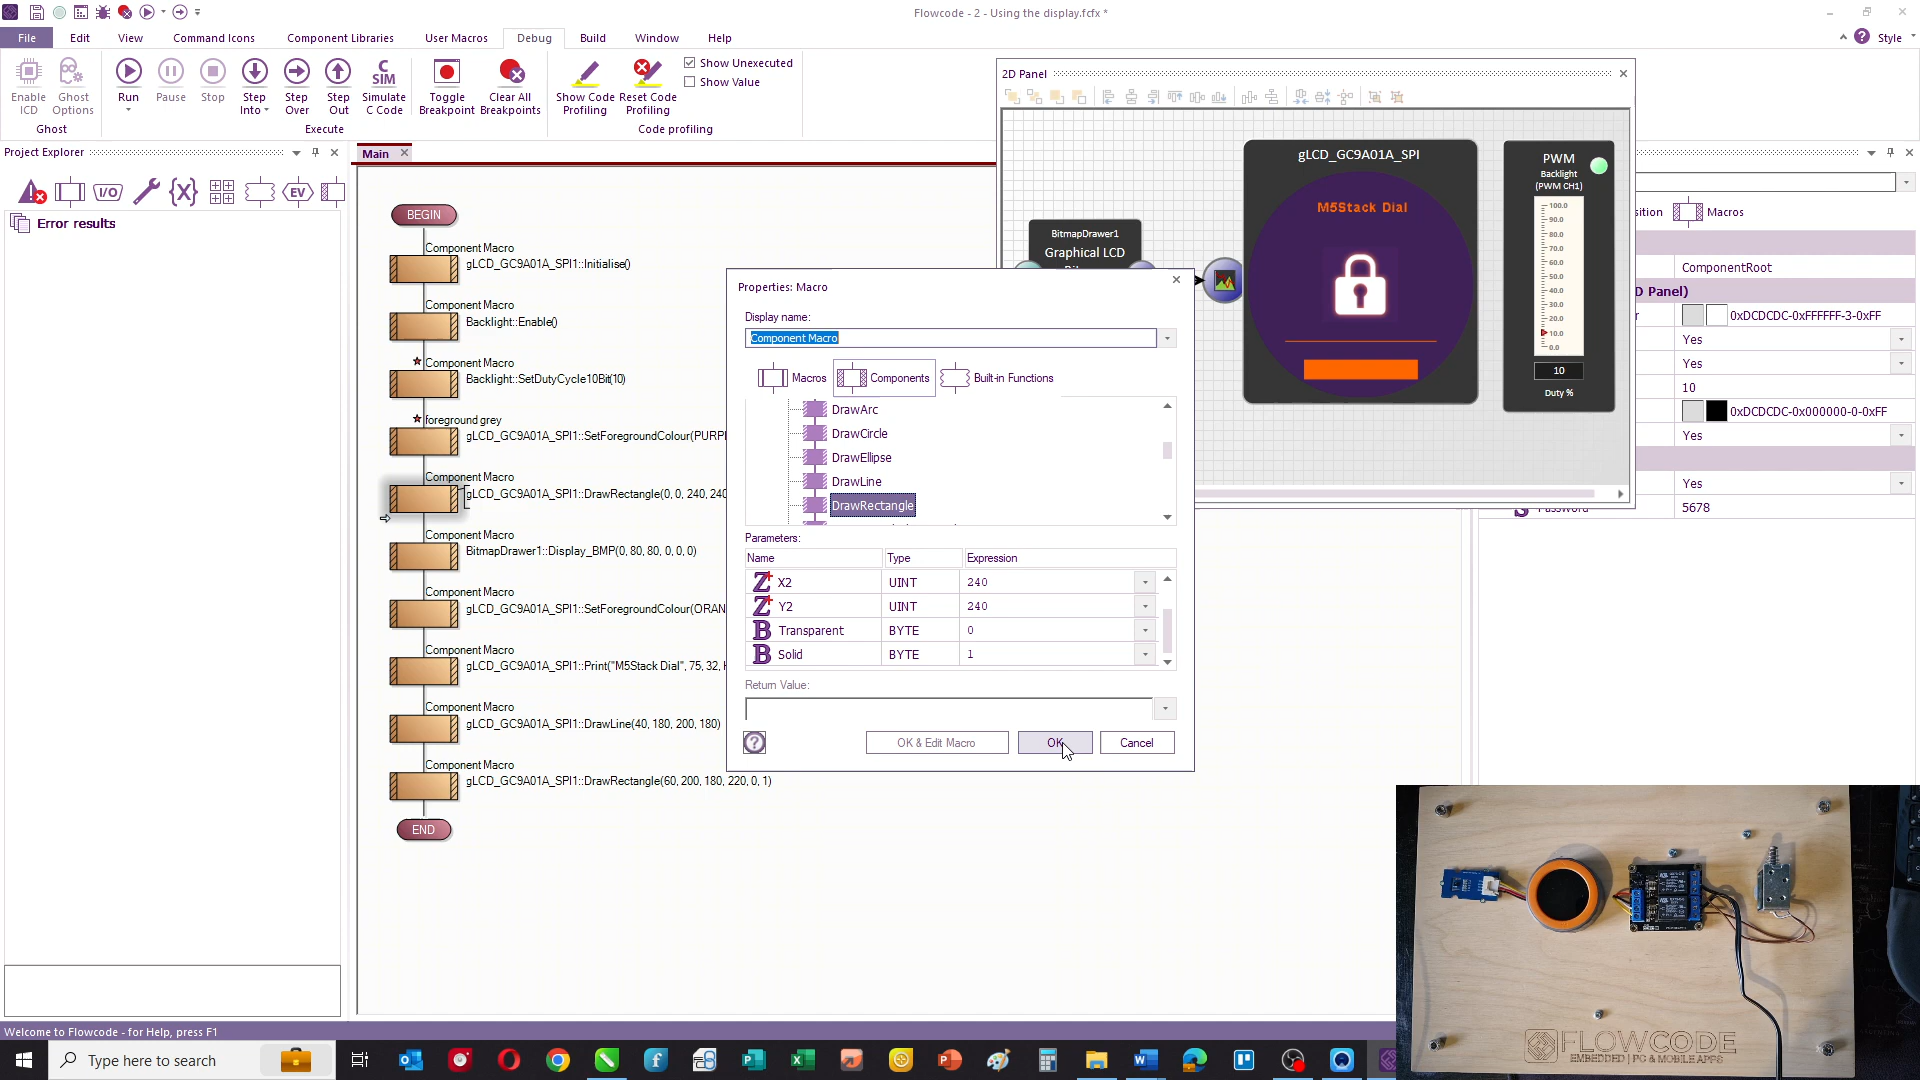 Flowcode - 2 - Using the display.fcfx *
File Edit View Command Icons Component Libraries User Macros Debug Build Window Help
Style
Enable ICD
Ghost Options
Ghost
Run
Pause
Stop
Step Into
Step Over
Step Out
C SIM
Simulate C Code
Execute
Toggle Breakpoint
Clear All Breakpoints
Show Code Profiling
Reset Code Profiling
Show Unexecuted
Show Value
Code profiling
Project Explorer
I/O
{X}
EV
Error results
Main
BEGIN
Component Macro
gLCD_GC9A01A_SPI1::Initialise()
Component Macro
Backlight::Enable()
Component Macro
Backlight::SetDutyCycle10Bit(10)
foreground grey
gLCD_GC9A01A_SPI1::SetForegroundColour(PURPL
Component Macro
gLCD_GC9A01A_SPI1::DrawRectangle(0, 0, 240, 240
Component Macro
BitmapDrawer1::Display_BMP(0, 80, 80, 0, 0, 0)
Component Macro
gLCD_GC9A01A_SPI1::SetForegroundColour(ORAN
Component Macro
gLCD_GC9A01A_SPI1::Print("M5Stack Dial", 75, 32,
Component Macro
gLCD_GC9A01A_SPI1::DrawLine(40, 180, 200, 180)
Component Macro
gLCD_GC9A01A_SPI1::DrawRectangle(60, 200, 180, 220, 0, 1)
END
2D Panel
BitmapDrawer1
Graphical LCD
gLCD_GC9A01A_SPI
M5Stack Dial
PWM
Backlight
(PWM CH1)
100.0
90.0
80.0
70.0
60.0
50.0
40.0
30.0
20.0
10.0
0.0
10
Duty %
Properties: Macro
Display name:
Component Macro
Macros
Components
Built-in Functions
DrawArc
DrawCircle
DrawEllipse
DrawLine
DrawRectangle
Parameters:
Name Type Expression
X2 UINT 240
Y2 UINT 240
Transparent BYTE 0
Solid BYTE 1
Return Value:
OK & Edit Macro
OK
Cancel
sition Macros
ComponentRoot
D Panel)
r 0xDCDCDC-0xFFFFFF-3-0xFF
Yes
Yes
10
0xDCDCDC-0x000000-0-0xFF
Yes
Yes
Password 5678
FLOWCODE
EMBEDDED | PC & MOBILE APPS
Welcome to Flowcode - for Help, press F1
Type here to search